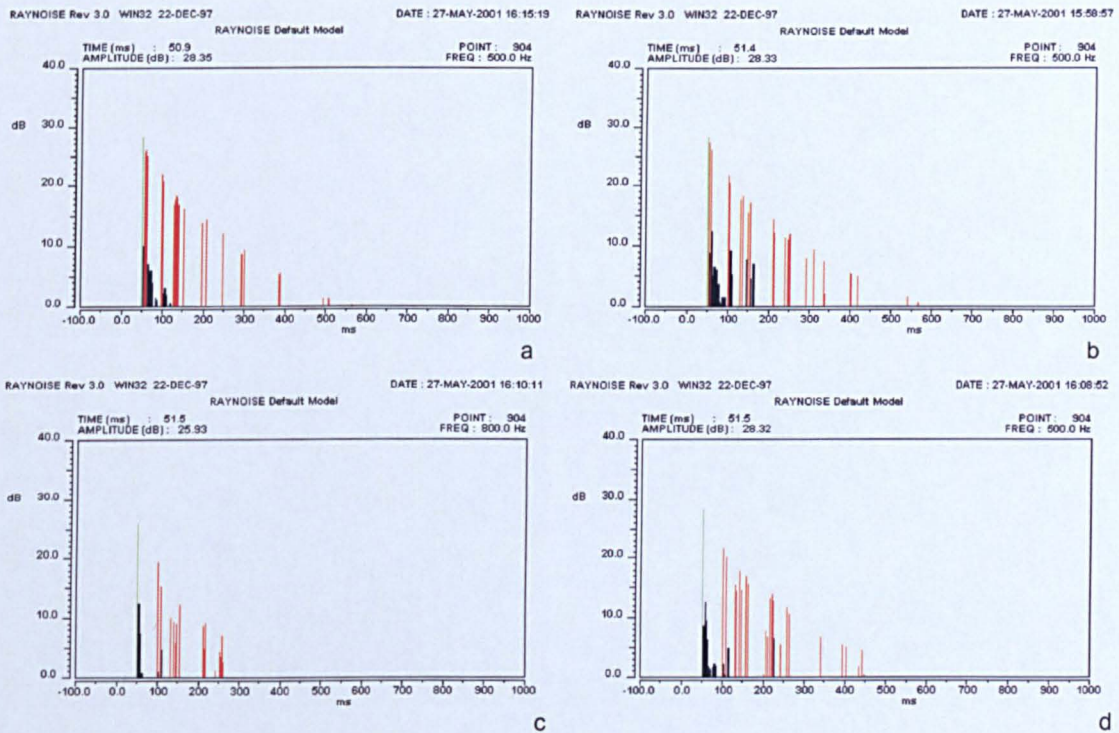 RAYNOISE Rev 3.0 WIN32 22-DEC-97 DATE : 27-MAY-2001 16:15:19
RAYNOISE Default Model
TIME (ms) : 50.9 POINT : 904
AMPLITUDE (dB) : 28.35 FREQ : 500.0 Hz
40.0
30.0
dB
20.0
10.0
0.0
-100.0 0.0 100 200 300 400 500 600 700 800 900 1000
ms
a
RAYNOISE Rev 3.0 WIN32 22-DEC-97 DATE : 27-MAY-2001 15:58:57
RAYNOISE Default Model
TIME (ms) : 51.4 POINT : 904
AMPLITUDE (dB) : 28.33 FREQ : 500.0 Hz
40.0
30.0
dB
20.0
10.0
0.0
-100.0 0.0 100 200 300 400 500 600 700 800 900 1000
ms
b
RAYNOISE Rev 3.0 WIN32 22-DEC-97 DATE : 27-MAY-2001 16:10:11
RAYNOISE Default Model
TIME (ms) : 51.5 POINT : 904
AMPLITUDE (dB) : 25.93 FREQ : 800.0 Hz
40.0
30.0
dB
20.0
10.0
0.0
-100.0 0.0 100 200 300 400 500 600 700 800 900 1000
ms
c
RAYNOISE Rev 3.0 WIN32 22-DEC-97 DATE : 27-MAY-2001 16:08:52
RAYNOISE Default Model
TIME (ms) : 51.5 POINT : 904
AMPLITUDE (dB) : 28.32 FREQ : 500.0 Hz
40.0
30.0
dB
20.0
10.0
0.0
-100.0 0.0 100 200 300 400 500 600 700 800 900 1000
ms
d